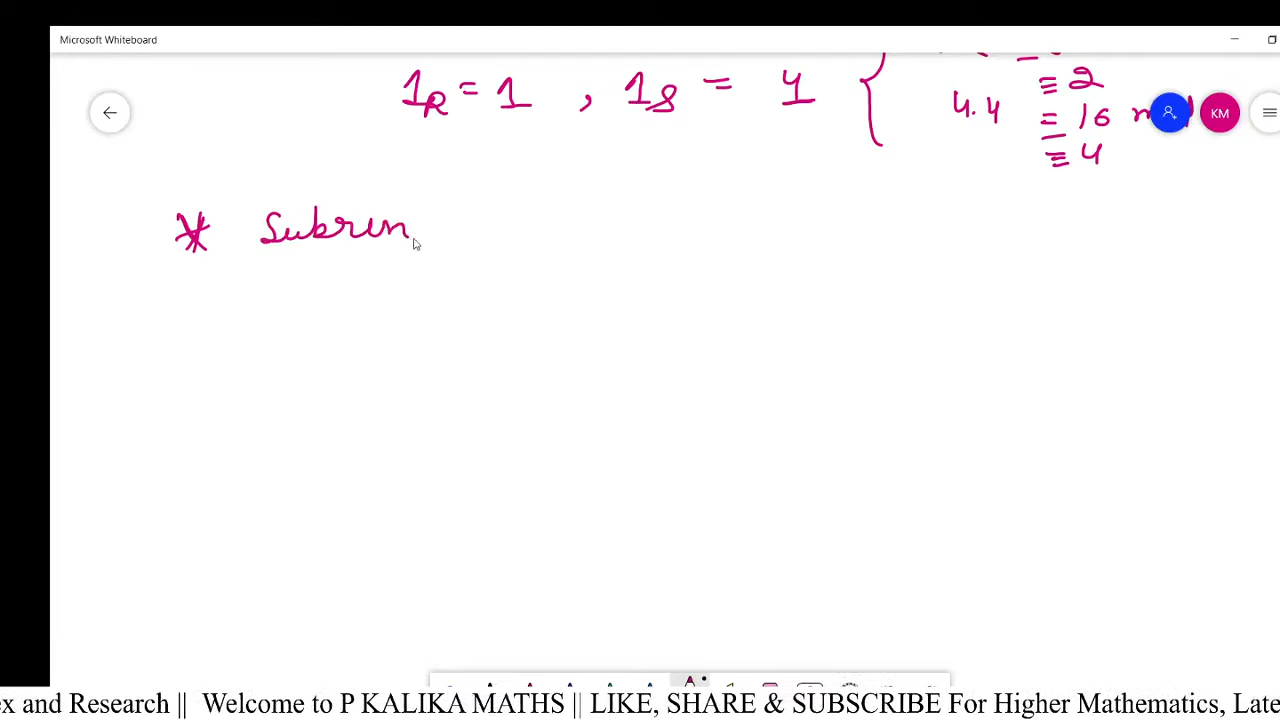 Microsoft Whiteboard
1R = 1 , 1S = 4
≡ 2
4.4 = 16
≡ 4
KM
* Subrin
ex and Research || Welcome to P KALIKA MATHS || LIKE, SHARE & SUBSCRIBE For Higher Mathematics, Late